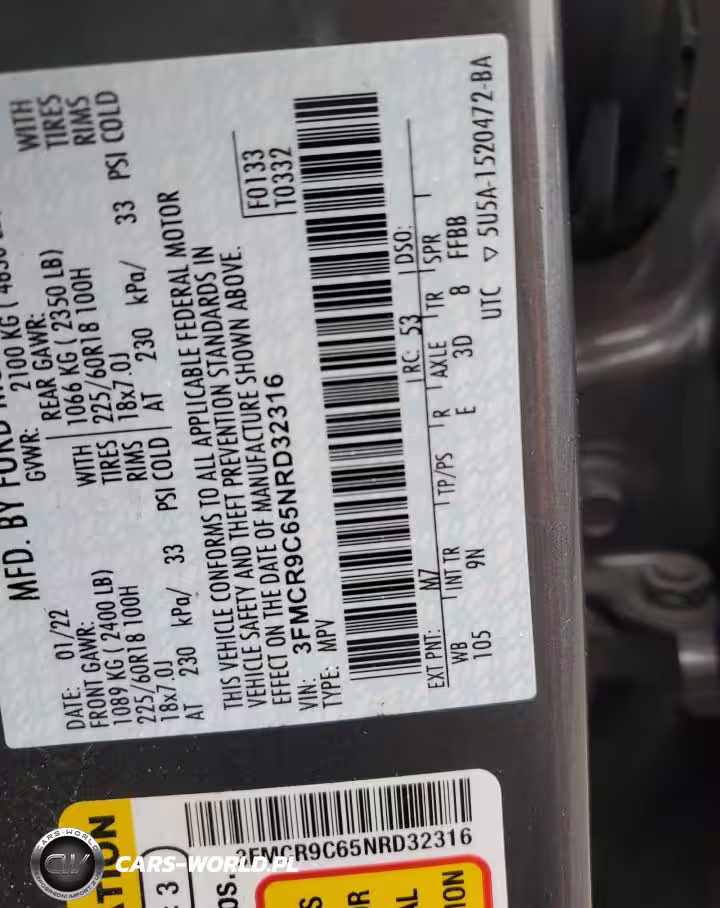 MFD. BY FORD
DATE: 01/22 GVWR: 2100 KG
FRONT GAWR: REAR GAWR:
1089 KG ( 2400 LB) WITH 1066 KG ( 2350 LB) WITH
225/60R18 100H TIRES 225/60R18 100H TIRES
18x7.0J RIMS 18x7.0J RIMS
AT 230 kPa/ 33 PSI COLD AT 230 kPa/ 33 PSI COLD
THIS VEHICLE CONFORMS TO ALL APPLICABLE FEDERAL MOTOR
VEHICLE SAFETY AND THEFT PREVENTION STANDARDS IN
EFFECT ON THE DATE OF MANUFACTURE SHOWN ABOVE.
VIN: 3FMCR9C65NRD32316 F0133
TYPE: MPV T0332
EXT PNT: M7 RC: 53 DSO:
WB INT TR TP/PS R AXLE TR SPR
105 9N E 3D 8 FFBB
UTC ▽ 5U5A-1520472-BA
3FMCR9C65NRD32316
3
CARS-WORLD
CW
CARS-WORLD.PL